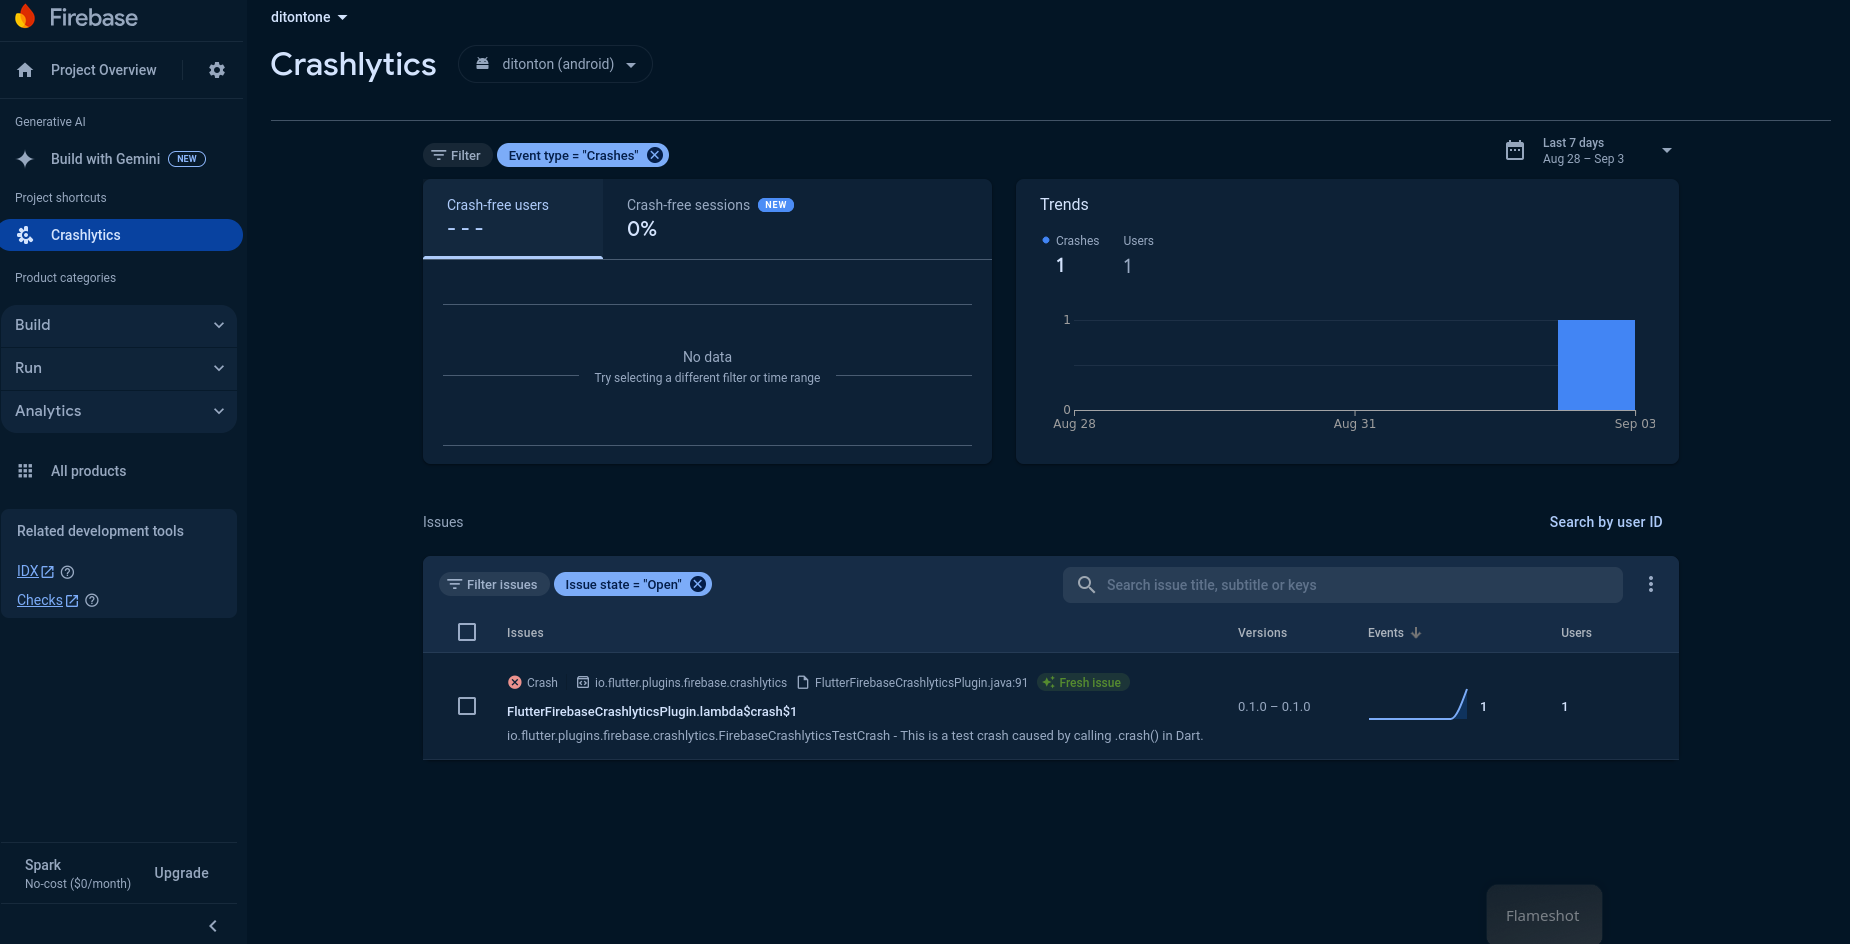 Firebase
Project Overview
Generative AI
Build with Gemini NEW
Project shortcuts
Crashlytics
Product categories
Build
Run
Analytics
All products
Related development tools
IDX
Checks
Spark
No-cost ($0/month)
Upgrade
ditontone
Crashlytics
ditonton (android)
Filter
Event type = "Crashes"
Last 7 days
Aug 28 – Sep 3
Crash-free users
- - -
Crash-free sessions NEW
0%
No data
Try selecting a different filter or time range
Trends
Crashes Users
1 1
1
0
Aug 28 Aug 31 Sep 03
Issues
Search by user ID
Filter issues
Issue state = "Open"
Search issue title, subtitle or keys
Issues Versions Events Users
Crash io.flutter.plugins.firebase.crashlytics FlutterFirebaseCrashlyticsPlugin.java:91 Fresh issue
FlutterFirebaseCrashlyticsPlugin.lambda$crash$1
io.flutter.plugins.firebase.crashlytics.FirebaseCrashlyticsTestCrash - This is a test crash caused by calling .crash() in Dart.
0.1.0 – 0.1.0
1
1
Flameshot